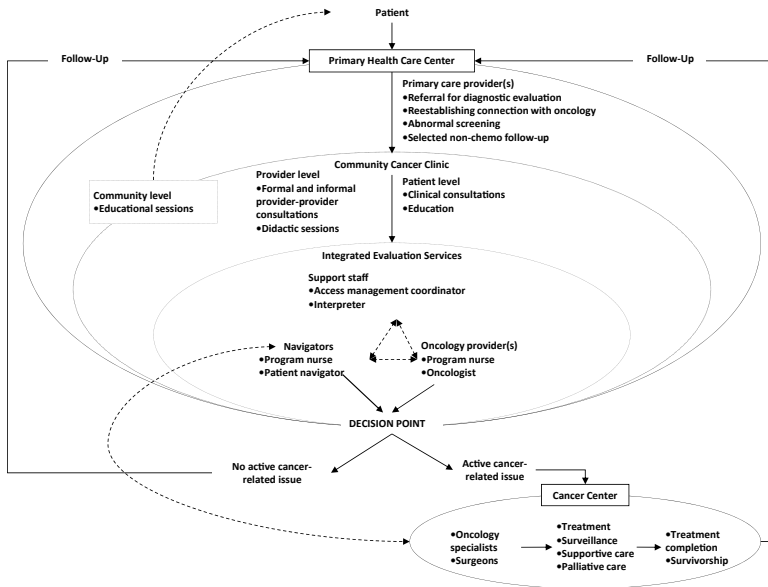 Patient
Follow-Up
Primary Health Care Center
Follow-Up
Primary care provider(s)
•Referral for diagnostic evaluation
•Reestablishing connection with oncology
•Abnormal screening
•Selected non-chemo follow-up
Community Cancer Clinic
Community level
•Educational sessions
Provider level
•Formal and informal
provider-provider
consultations
•Didactic sessions
Patient level
•Clinical consultations
•Education
Integrated Evaluation Services
Support staff
•Access management coordinator
•Interpreter
Navigators
•Program nurse
•Patient navigator
Oncology provider(s)
•Program nurse
•Oncologist
DECISION POINT
No active cancer-
related issue
Active cancer-
related issue
Cancer Center
•Oncology
specialists
•Surgeons
•Treatment
•Surveillance
•Supportive care
•Palliative care
•Treatment
completion
•Survivorship